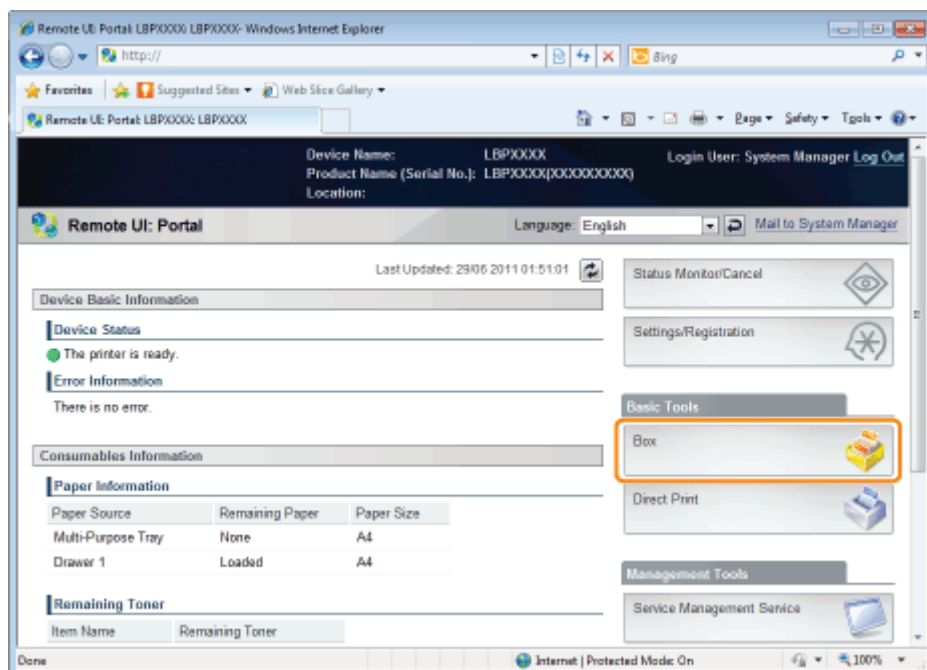 Remote UI: Portal: LBPXXXX: LBPXXXX- Windows Internet Explorer
http://
Bing
Favorites
Suggested Sites
Web Slice Gallery
Remote UI: Portal: LBPXXXX: LBPXXXX
Page
Safety
Tools
Device Name: LBPXXXX
Product Name (Serial No.): LBPXXXX(XXXXXXXXX)
Location:
Login User: System Manager Log Out
Remote UI: Portal
Language: English
Mail to System Manager
Last Updated: 29/06 2011 01:51:01
Device Basic Information
Device Status
The printer is ready.
Error Information
There is no error.
Consumables Information
Paper Information
Paper Source Remaining Paper Paper Size
Multi-Purpose Tray None A4
Drawer 1 Loaded A4
Remaining Toner
Item Name Remaining Toner
Status Monitor/Cancel
Settings/Registration
Basic Tools
Box
Direct Print
Management Tools
Service Management Service
Done
Internet | Protected Mode: On
100%